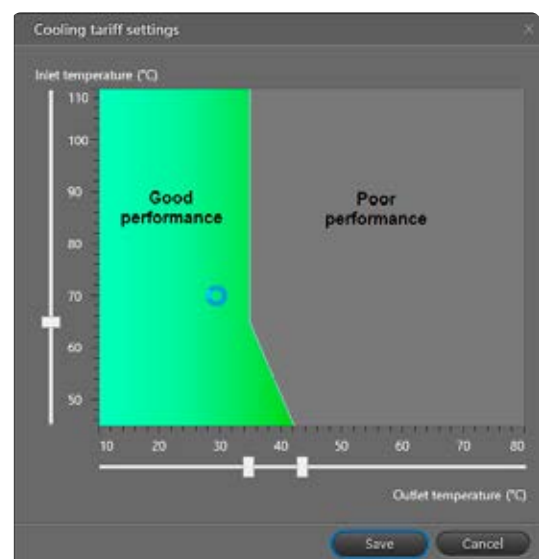 Cooling tariff settings
X
Inlet temperature (°C)
110
100
90
80
70
60
50
Good
performance
Poor
performance
10 20 30 40 50 60 70 80
Outlet temperature (°C)
Save Cancel